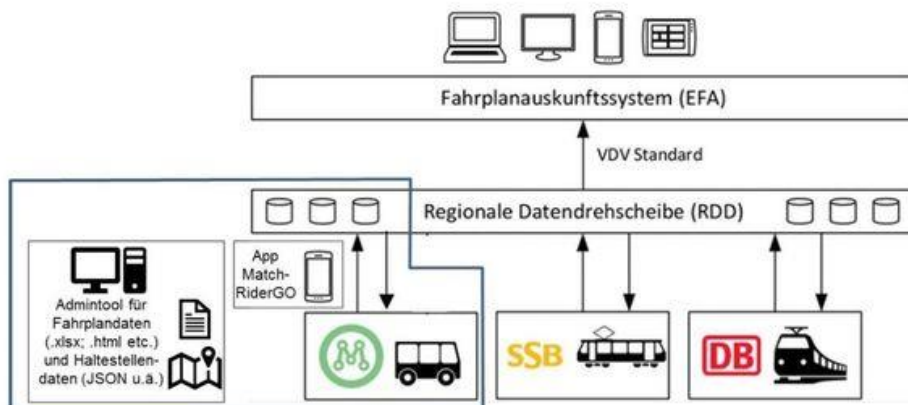 Fahrplanauskunftssystem (EFA)
VDV Standard
Regionale Datendrehscheibe (RDD)
App
Match-
RiderGO
Admintool für
Fahrplandaten
(.xlsx; .html etc.)
und Haltestellen-
daten (JSON u.ä.)
M
SSB
DB